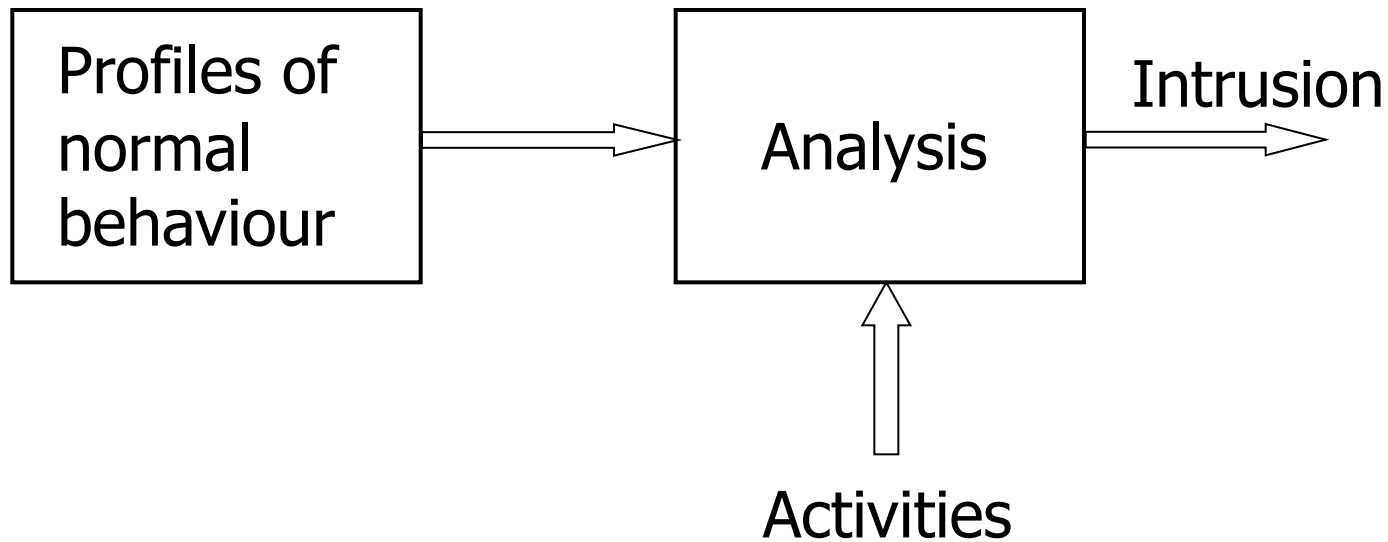 Profiles of
normal
behaviour
Analysis
Intrusion
Activities